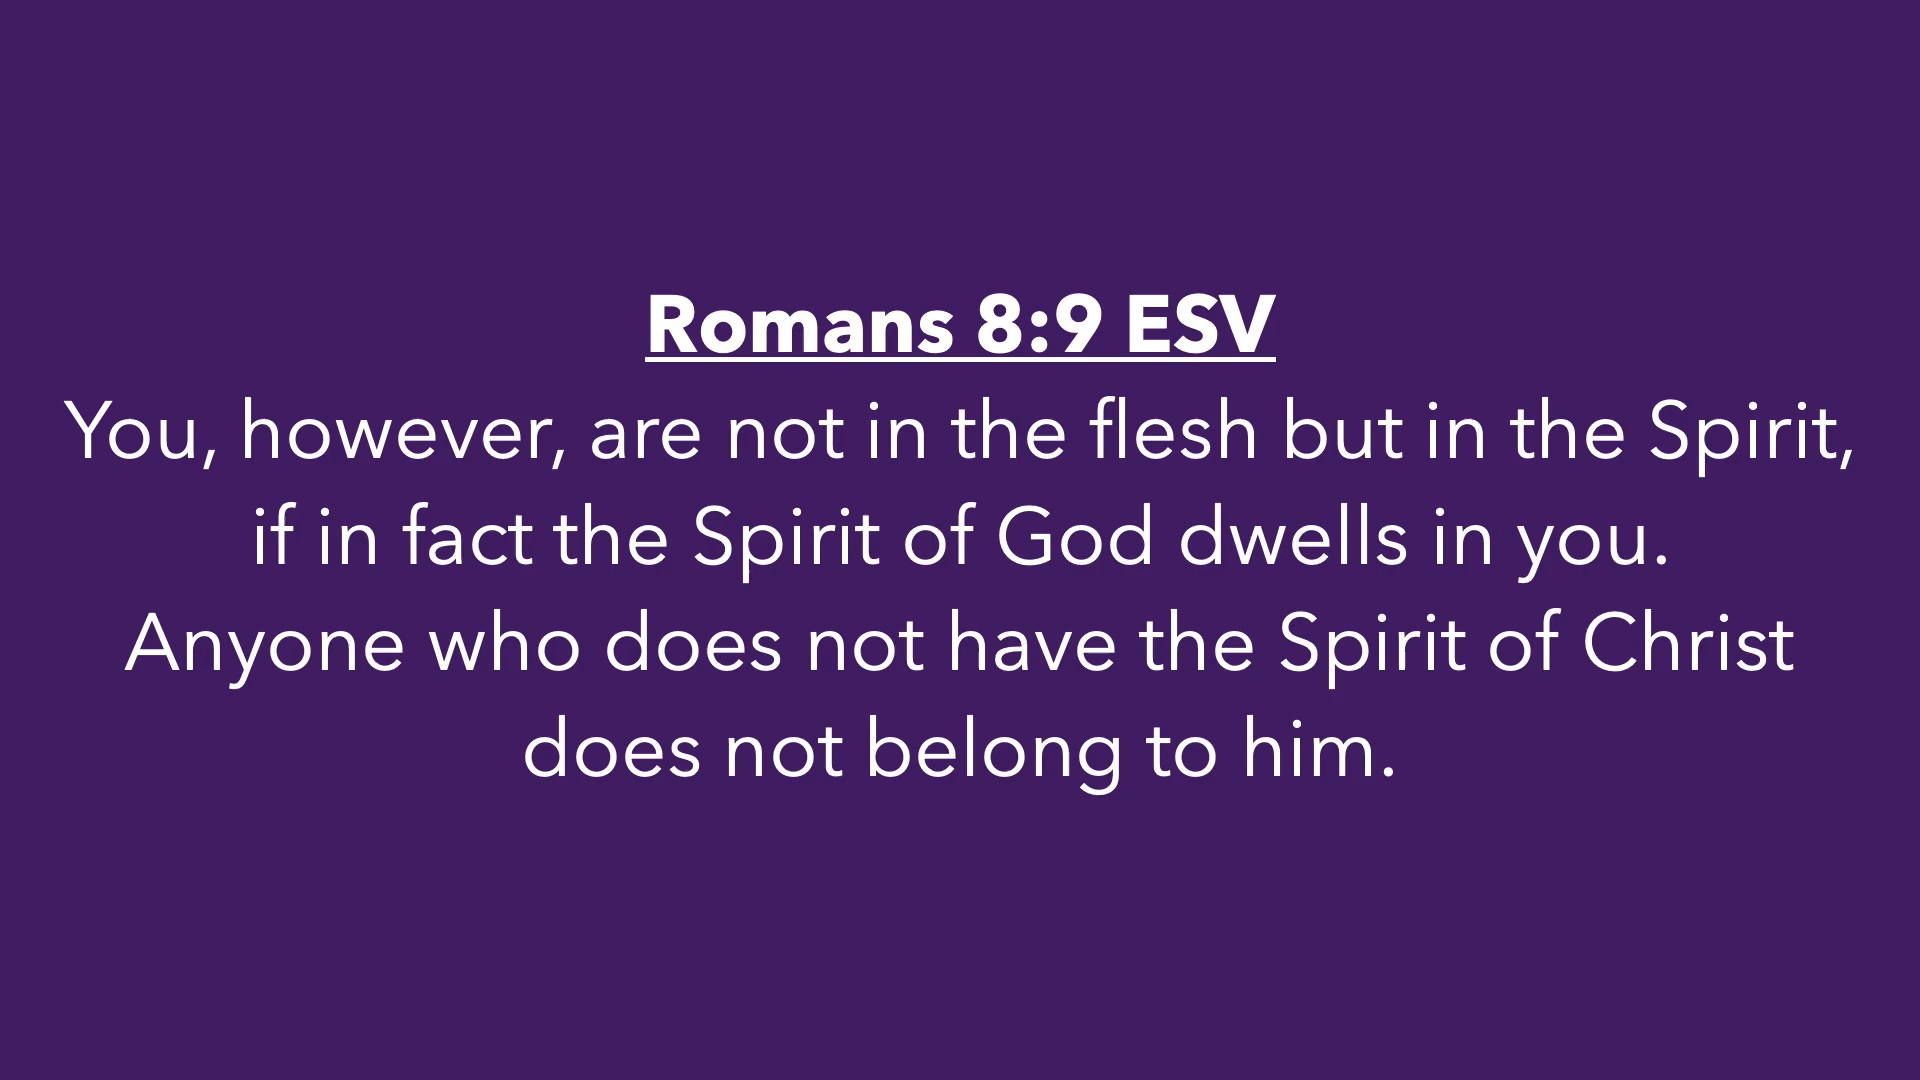 Romans 8:9 ESV
You, however, are not in the flesh but in the Spirit,
if in fact the Spirit of God dwells in you.
Anyone who does not have the Spirit of Christ
does not belong to him.